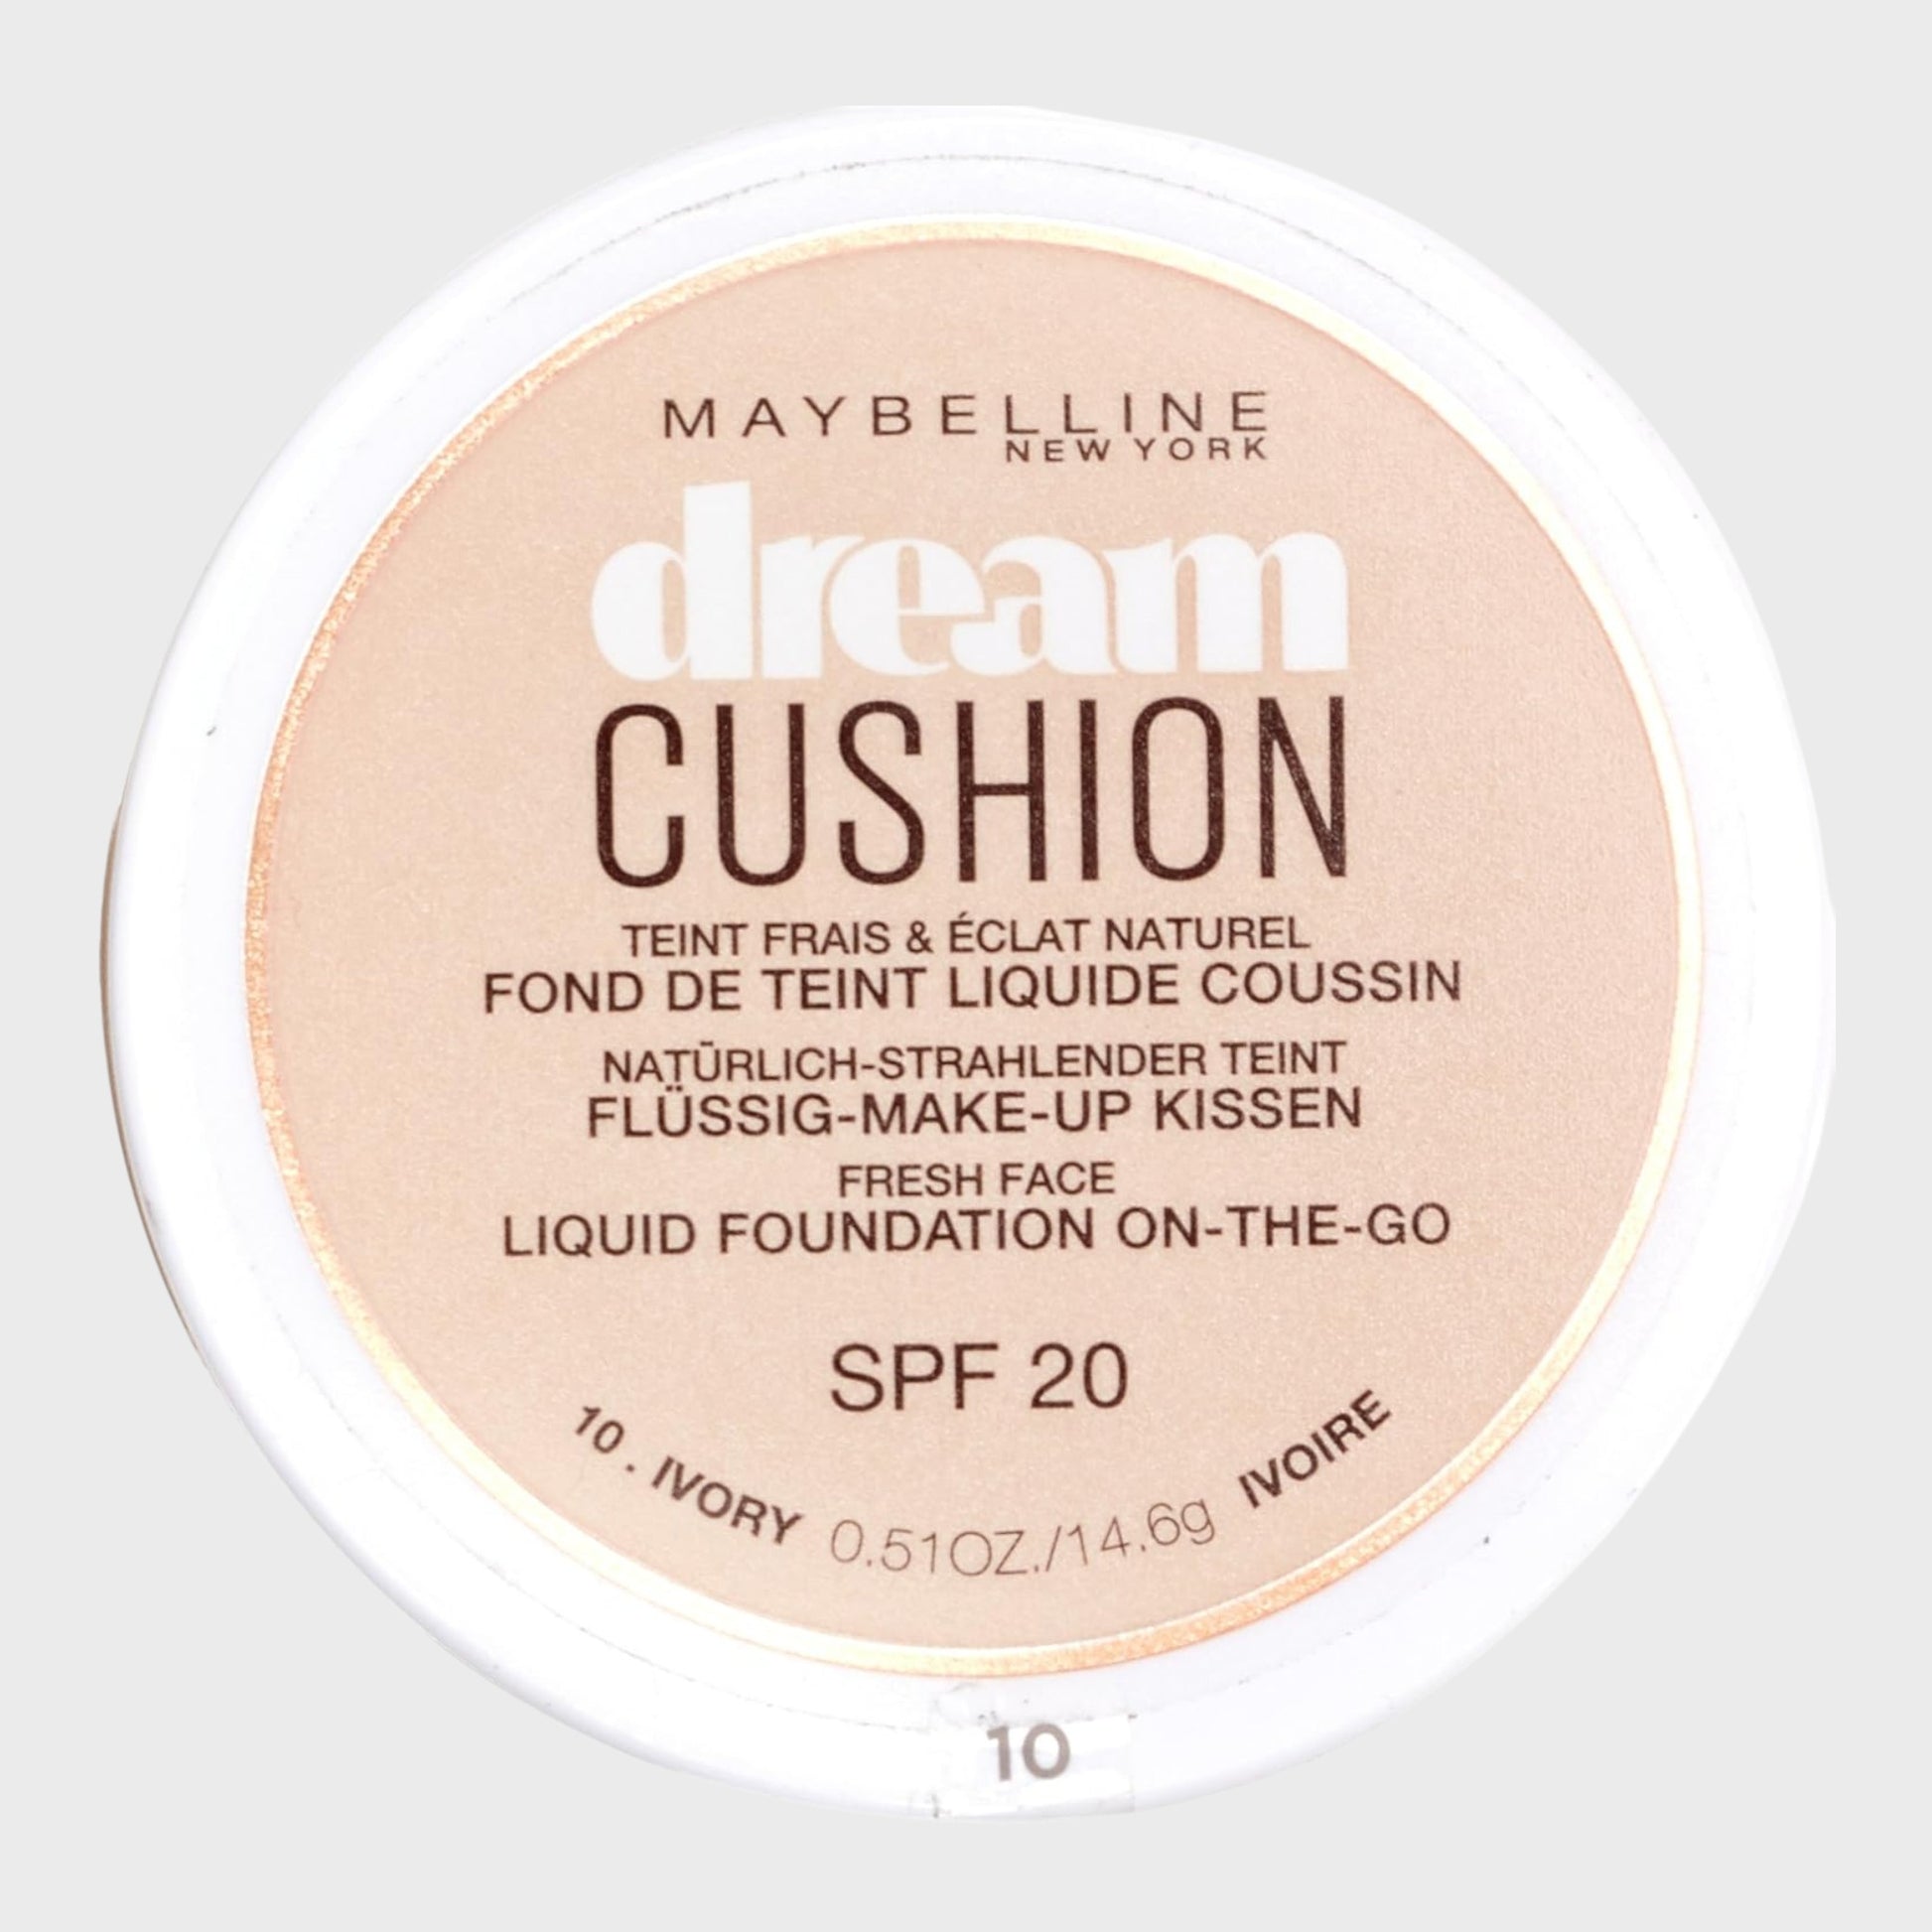 MAYBELLINE
NEW YORK
dream
CUSHION
TEINT FRAIS & ÉCLAT NATUREL
FOND DE TEINT LIQUIDE COUSSIN
NATÜRLICH-STRAHLENDER TEINT
FLÜSSIG-MAKE-UP KISSEN
FRESH FACE
LIQUID FOUNDATION ON-THE-GO
SPF 20
10 . IVORY 0.51OZ./14.6g IVOIRE
10